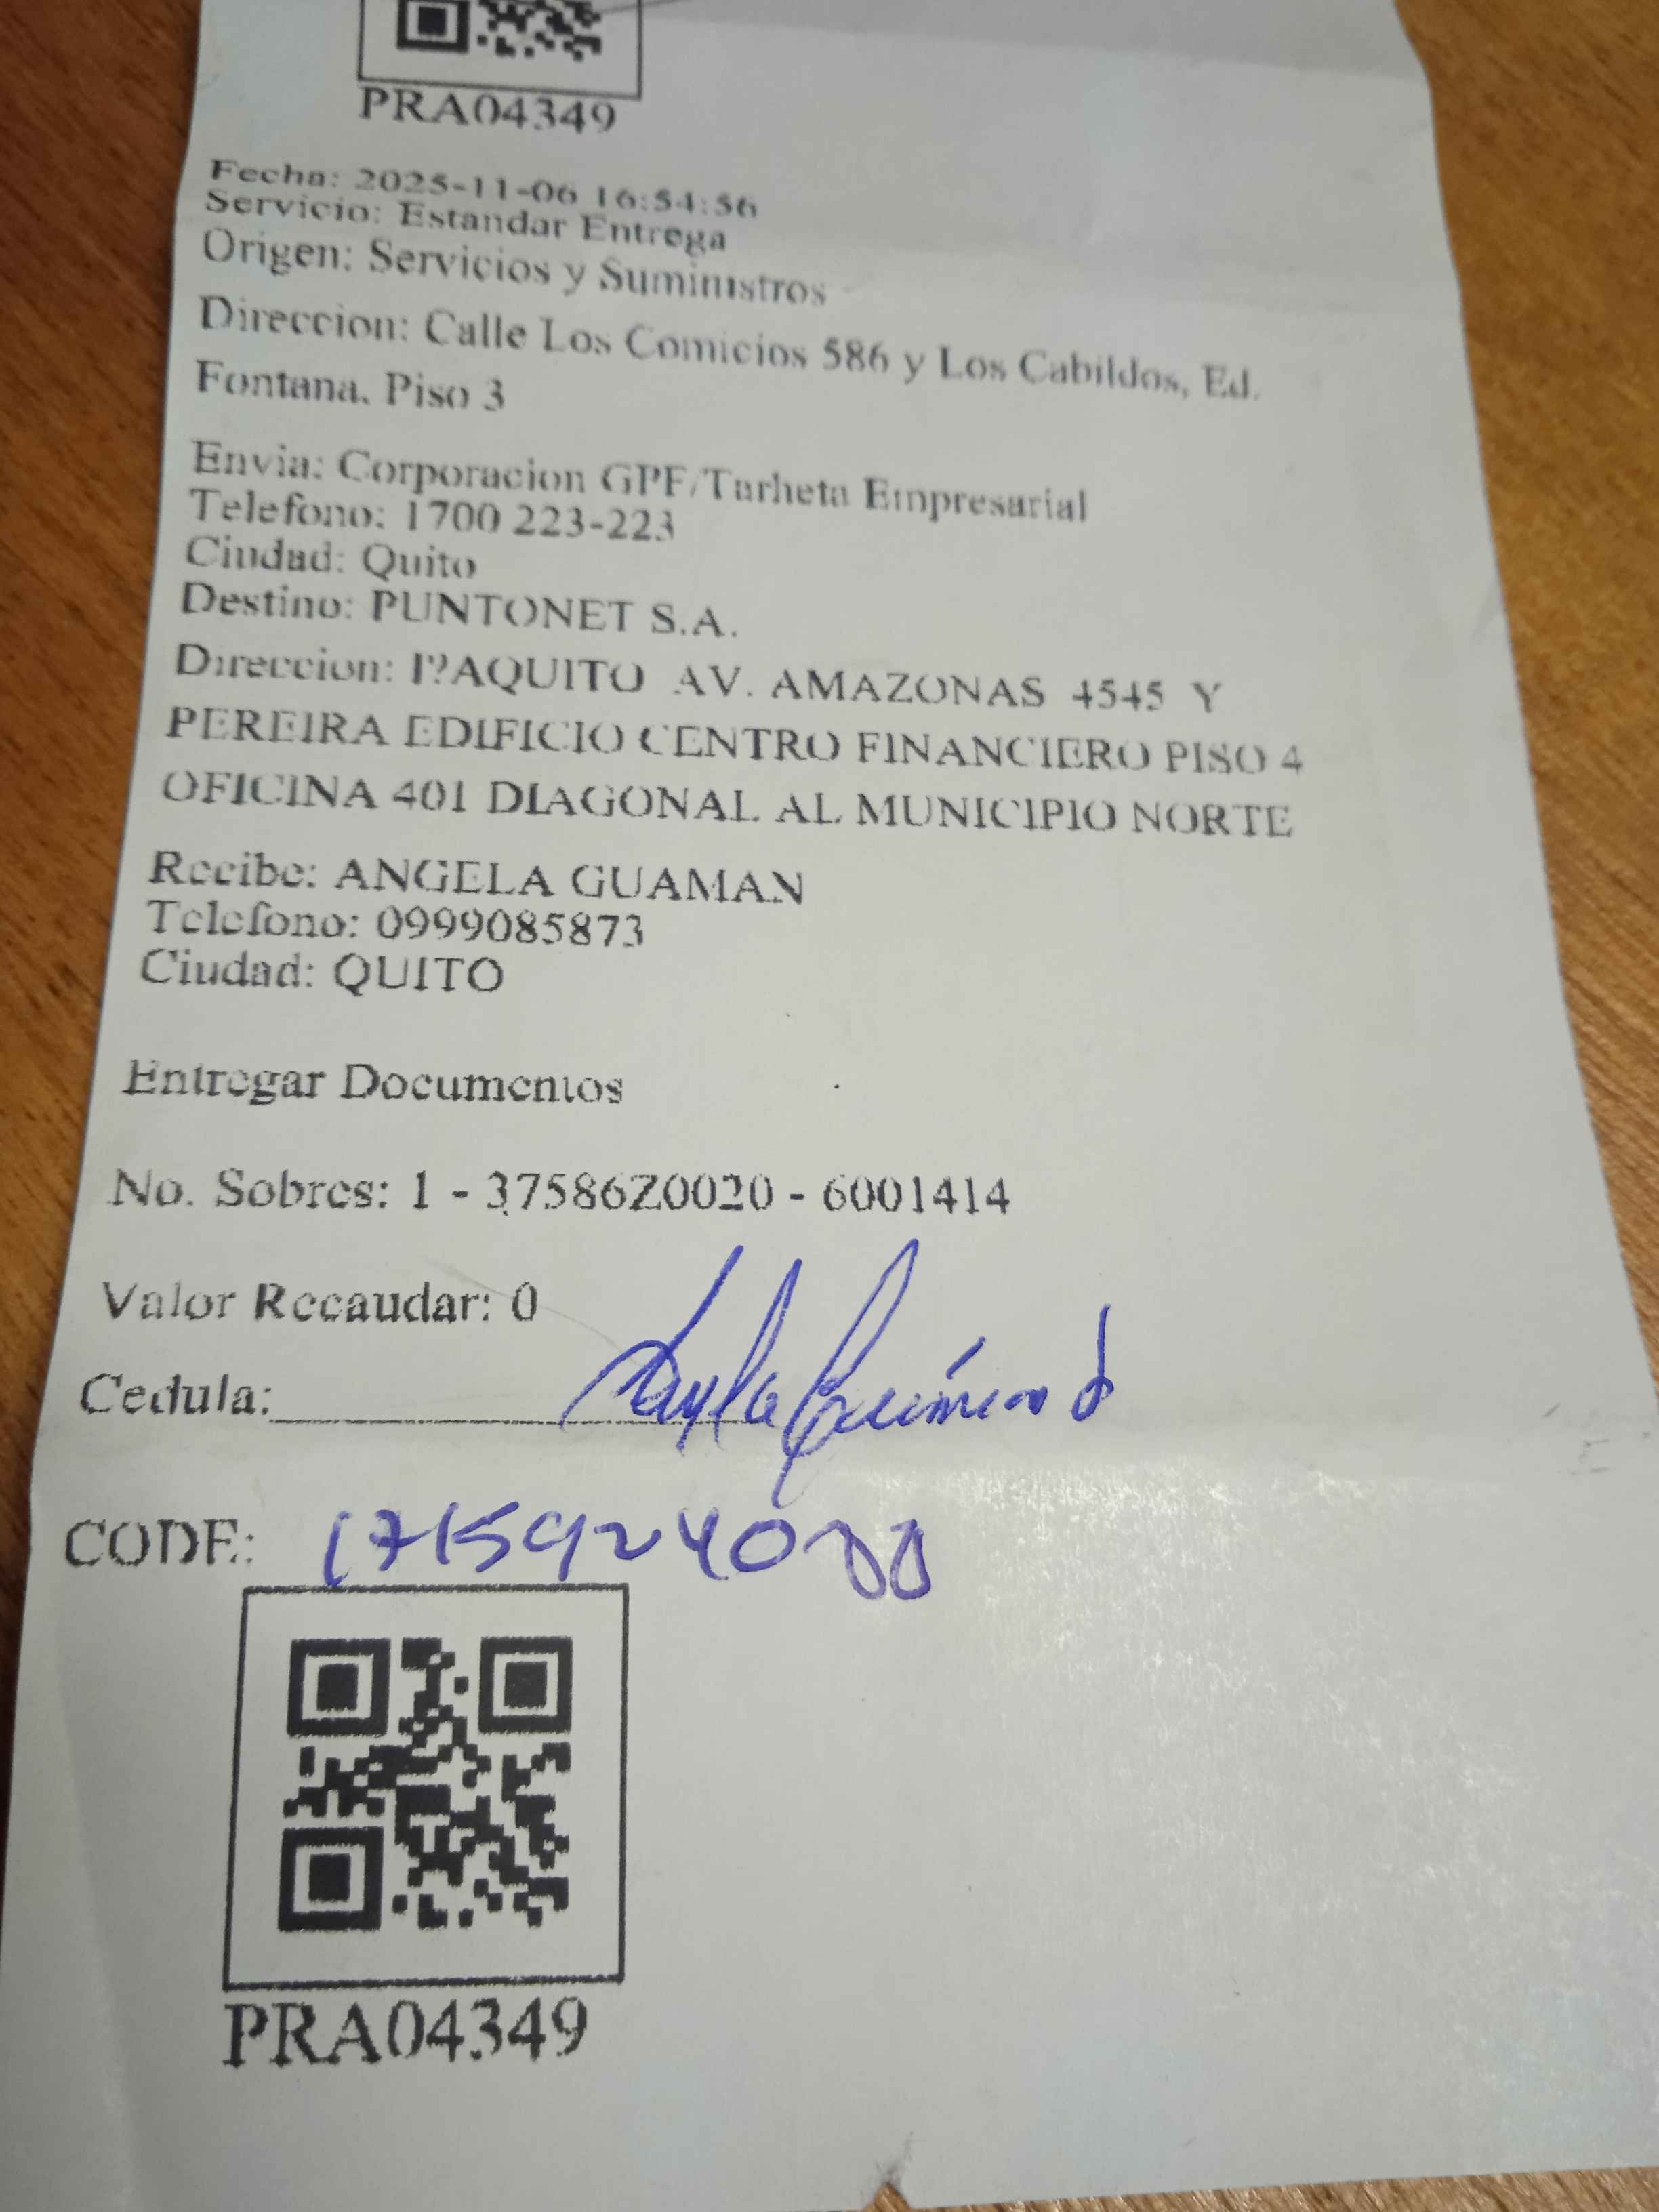 PRA04349
Fecha: 2025-11-06 16:54:56
Servicio: Estandar Entrega
Origen: Servicios y Suministros
Direccion: Calle Los Comicios 586 y Los Cabildos, Ed.
Fontana. Piso 3
Envia: Corporacion GPF/Tarheta Empresarial
Telefono: 1700 223-223
Ciudad: Quito
Destino: PUNTONET S.A.
Direccion: I?AQUITO AV. AMAZONAS 4545 Y
PEREIRA EDIFICIO CENTRO FINANCIERO PISO 4
OFICINA 401 DIAGONAL AL MUNICIPIO NORTE
Recibe: ANGELA GUAMAN
Telefono: 0999085873
Ciudad: QUITO
Entregar Documentos
No. Sobres: 1 - 37586Z0020 - 6001414
Valor Recaudar: 0
Cedula:
CODE:
PRA04349